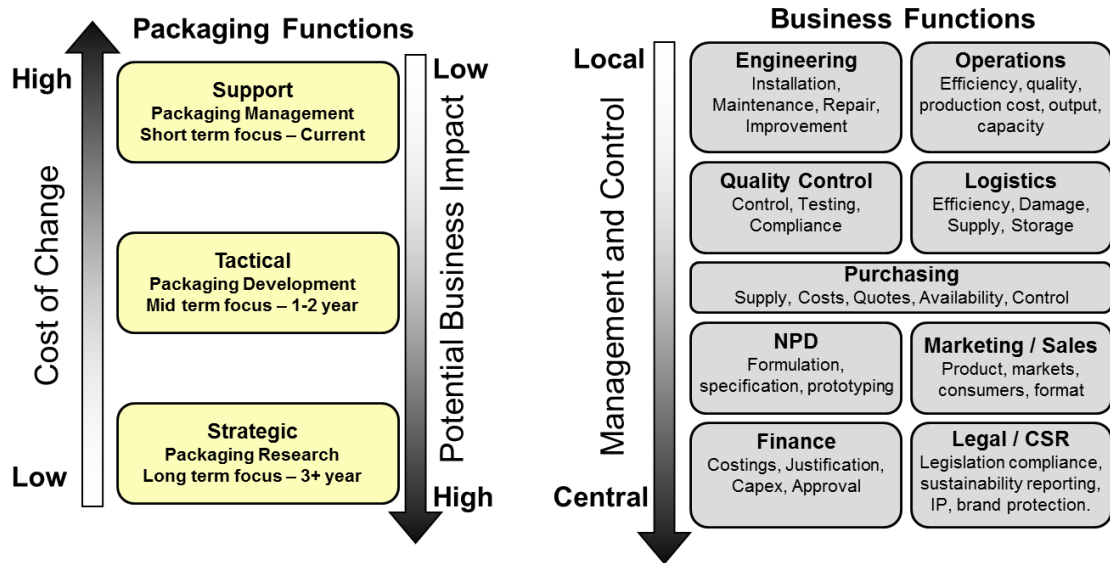 Packaging Functions
High
Low
Cost of Change
Support
Packaging Management
Short term focus – Current
Tactical
Packaging Development
Mid term focus – 1-2 year
Strategic
Packaging Research
Long term focus – 3+ year
Low
High
Potential Business Impact
Business Functions
Local
Central
Management and Control
Engineering
Installation,
Maintenance, Repair,
Improvement
Operations
Efficiency, quality,
production cost, output,
capacity
Quality Control
Control, Testing,
Compliance
Logistics
Efficiency, Damage,
Supply, Storage
Purchasing
Supply, Costs, Quotes, Availability, Control
NPD
Formulation,
specification, prototyping
Marketing / Sales
Product, markets,
consumers, format
Finance
Costings, Justification,
Capex, Approval
Legal / CSR
Legislation compliance,
sustainability reporting,
IP, brand protection.